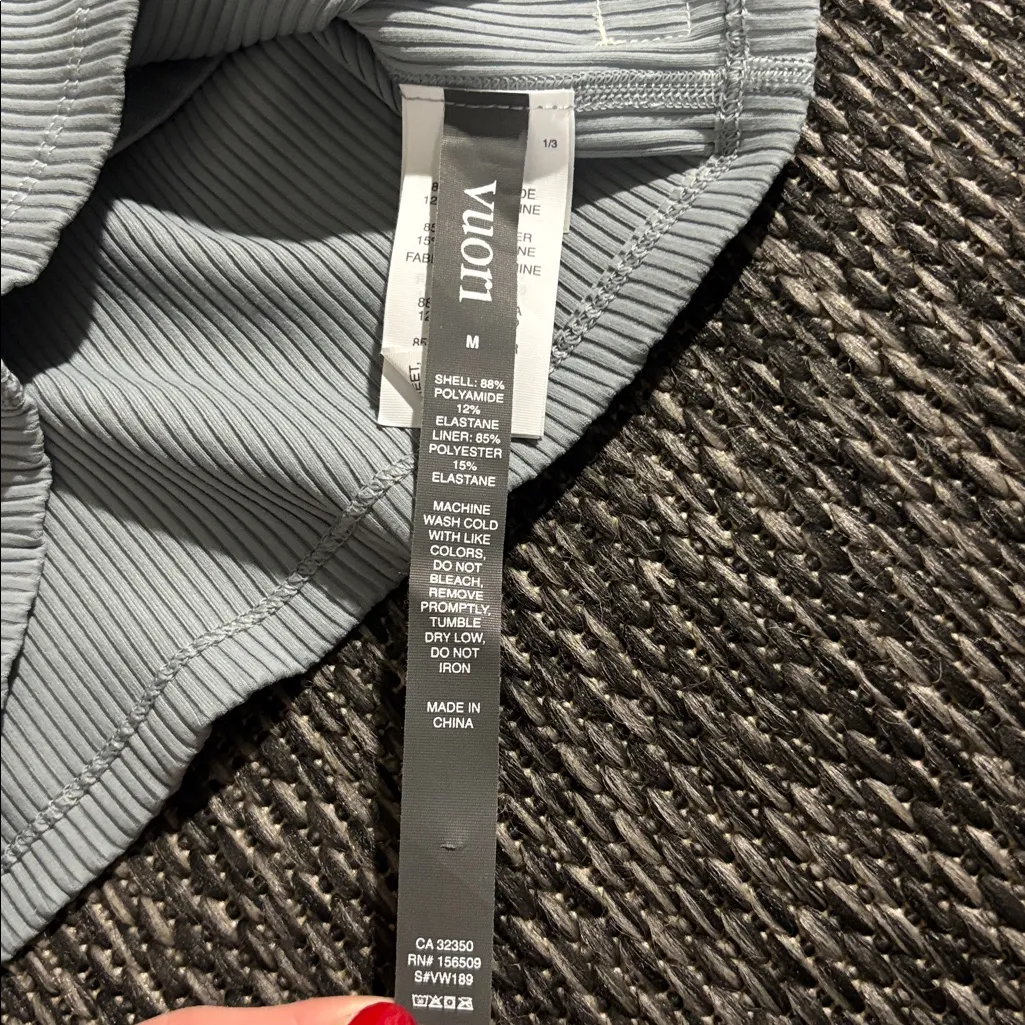 1/3
vuori
M
SHELL: 88%
POLYAMIDE
12%
ELASTANE
LINER: 85%
POLYESTER
15%
ELASTANE
MACHINE
WASH COLD
WITH LIKE
COLORS,
DO NOT
BLEACH,
REMOVE
PROMPTLY,
TUMBLE
DRY LOW,
DO NOT
IRON
MADE IN
CHINA
CA 32350
RN# 156509
S#VW189